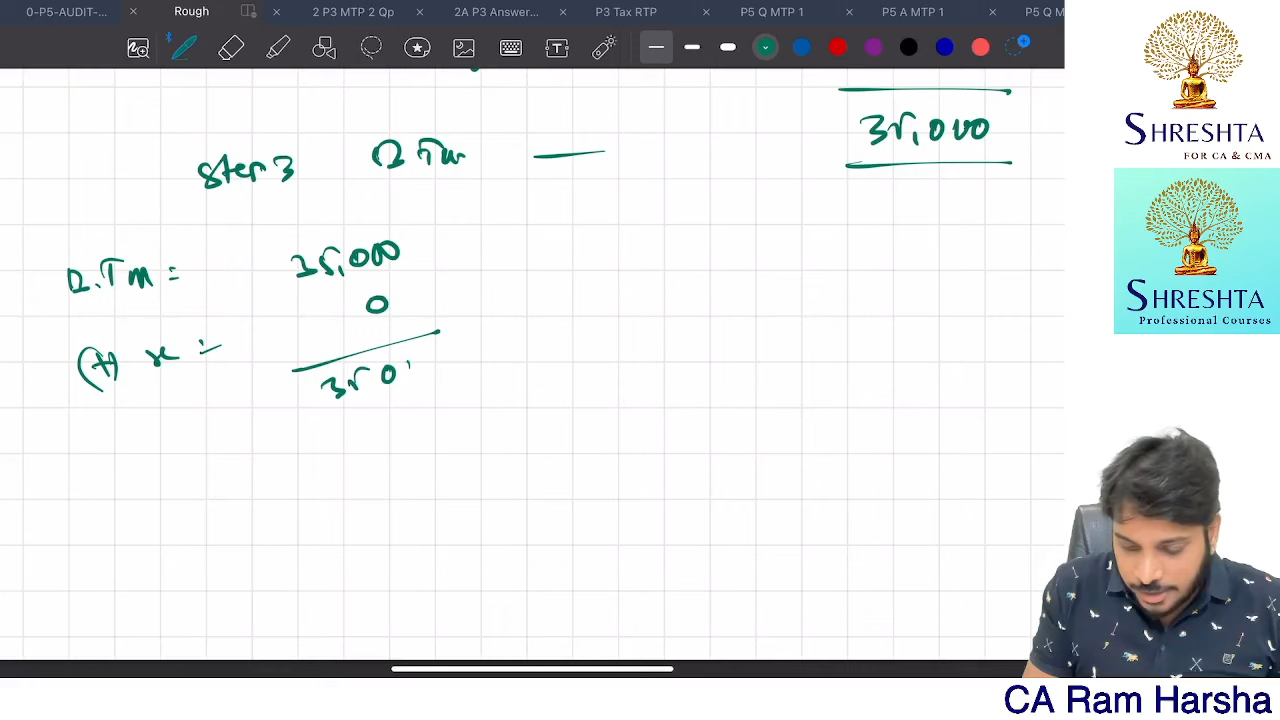 0-P5-AUDIT-...
Rough
2 P3 MTP 2 Qp
2A P3 Answer...
P3 Tax RTP
P5 Q MTP 1
P5 A MTP 1
P5 Q M
35,000
Step 3
35,000
0
(+) x =
350
SHRESHTA
FOR CA & CMA
SHRESHTA
Professional Courses
CA Ram Harsha